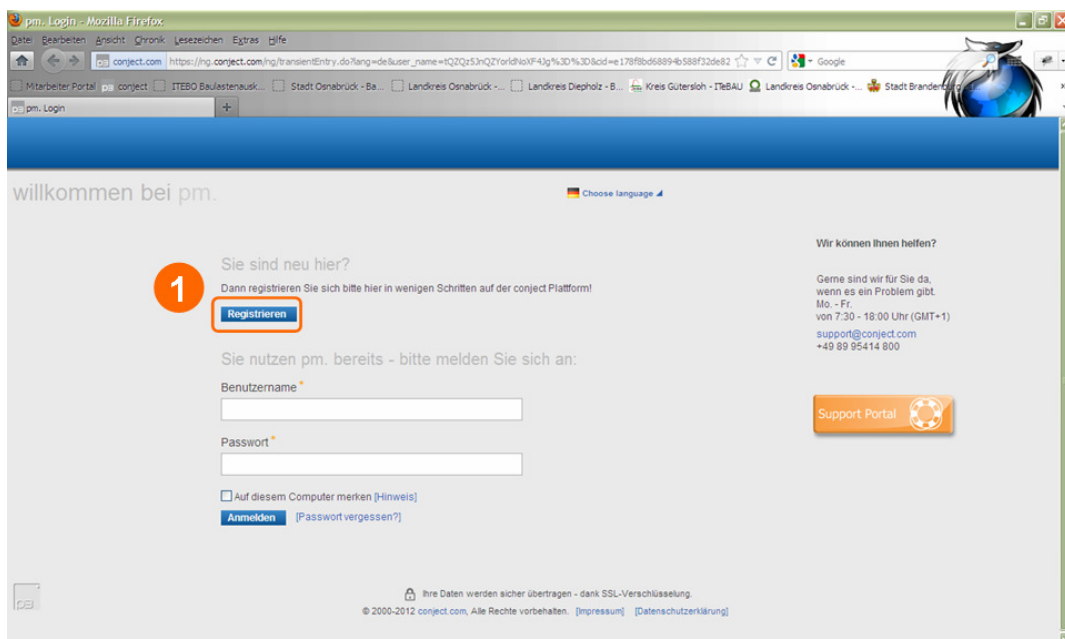 pm. Login - Mozilla Firefox
Datei Bearbeiten Ansicht Chronik Lesezeichen Extras Hilfe
conject.com https://ng.conject.com/ng/transientEntry.do?lang=de&user_name=tQZQz53nQZYorldNoXF43g%3D%3D&cid=e178f8bd68894b588f32de82 Google
Mitarbeiter Portal conject ITEBO Baulastenausk... Stadt Osnabrück - Ba... Landkreis Osnabrück -... Landkreis Diepholz - B... Kreis Gütersloh - ITeBAU Landkreis Osnabrück -... Stadt Brandenburg
pm. Login
willkommen bei pm.
Choose language
Wir können Ihnen helfen?
Sie sind neu hier?
1
Dann registrieren Sie sich bitte hier in wenigen Schritten auf der conject Plattform!
Registrieren
Gerne sind wir für Sie da,
wenn es ein Problem gibt.
Mo. - Fr.
von 7:30 - 18:00 Uhr (GMT+1)
support@conject.com
+49 89 95414 800
Sie nutzen pm. bereits - bitte melden Sie sich an:
Benutzername *
Support Portal
Passwort *
Auf diesem Computer merken [Hinweis]
Anmelden [Passwort vergessen?]
Ihre Daten werden sicher übertragen - dank SSL-Verschlüsselung.
© 2000-2012 conject.com, Alle Rechte vorbehalten. [Impressum] [Datenschutzerklärung]